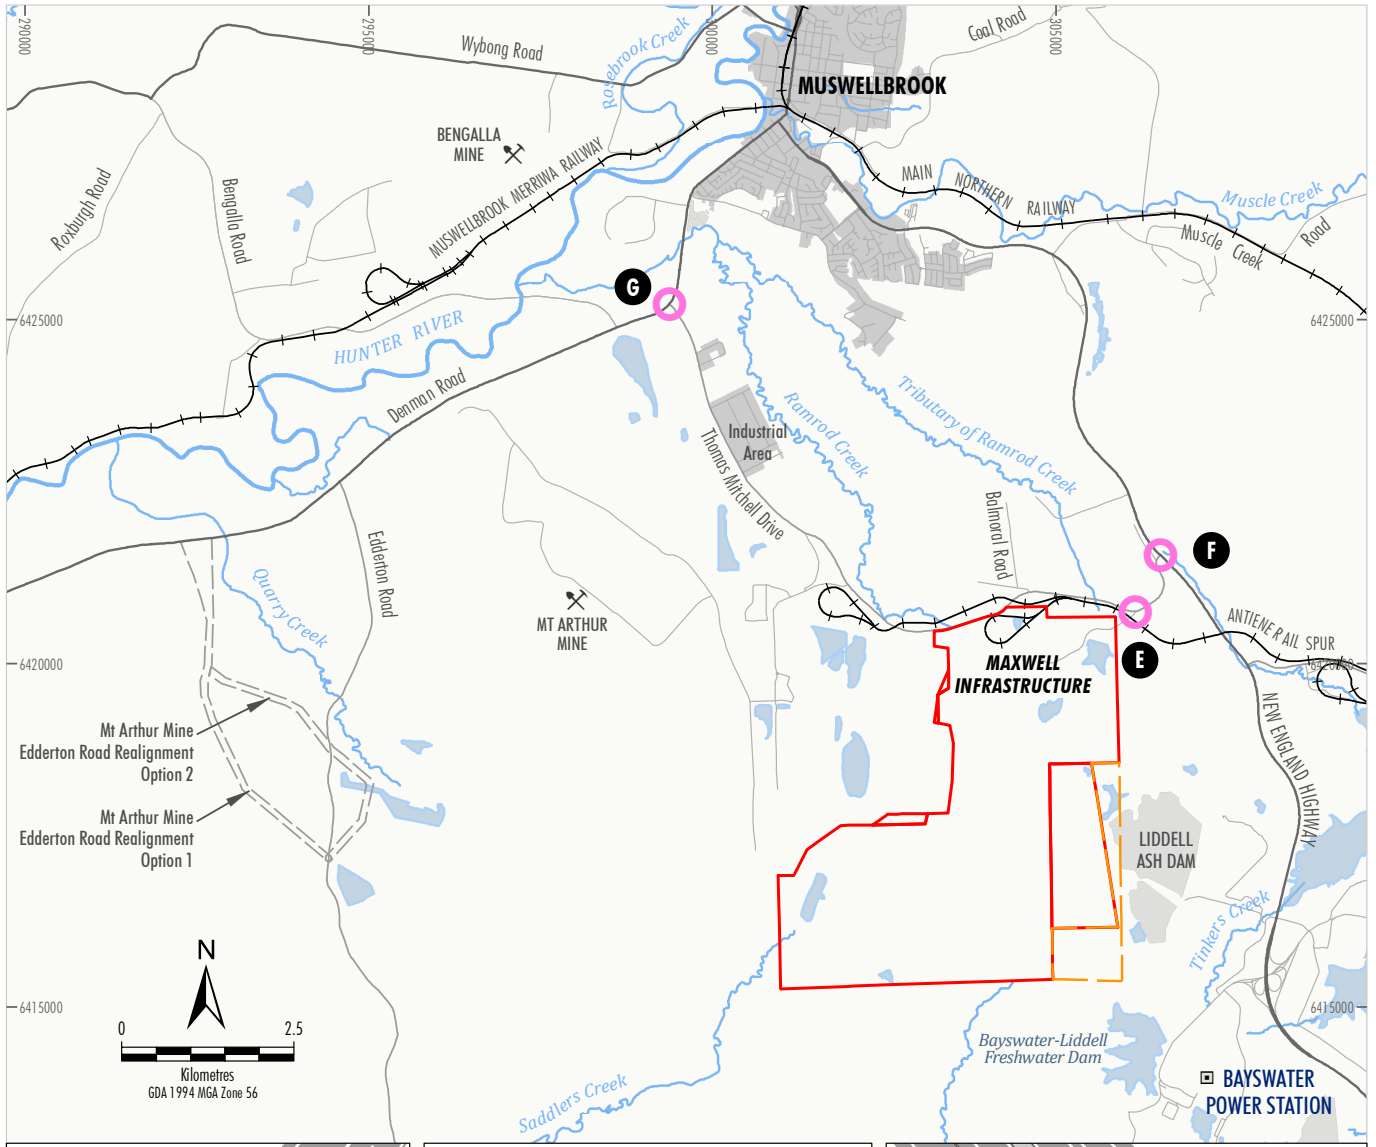 290000
295000
300000
305000
Wybong Road
Rosebrook Creek
Coal Road
MUSWELLBROOK
BENGALLA
MINE
MUSWELLBROOK MERRIWA RAILWAY
Roxburgh Road
Bengalla Road
MAIN NORTHERN RAILWAY
Muscle Creek
Muscle Creek Road
G
6425000
6425000
HUNTER RIVER
Denman Road
Ramrod Creek
Tributary of Ramrod Creek
Industrial
Area
Thomas Mitchell Drive
Balmoral Road
F
Edderton Road
Quarry Creek
MT ARTHUR
MINE
ANTIENE RAIL SPUR
E
6420000
6420000
MAXWELL
INFRASTRUCTURE
NEW ENGLAND HIGHWAY
Mt Arthur Mine
Edderton Road Realignment
Option 2
Mt Arthur Mine
Edderton Road Realignment
Option 1
LIDDELL
ASH DAM
Tinkers Creek
N
6415000
6415000
0
2.5
Kilometres
GDA 1994 MGA Zone 56
Bayswater-Liddell
Freshwater Dam
Saddlers Creek
BAYSWATER
POWER STATION